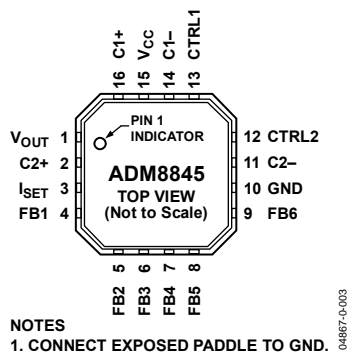 16 C1+
15 VCC
14 C1–
13 CTRL1
PIN 1
INDICATOR
VOUT 1
C2+ 2
ISET 3
FB1 4
ADM8845
TOP VIEW
(Not to Scale)
12 CTRL2
11 C2–
10 GND
9 FB6
FB2 5
FB3 6
FB4 7
FB5 8
NOTES
1. CONNECT EXPOSED PADDLE TO GND.
04867-0-003